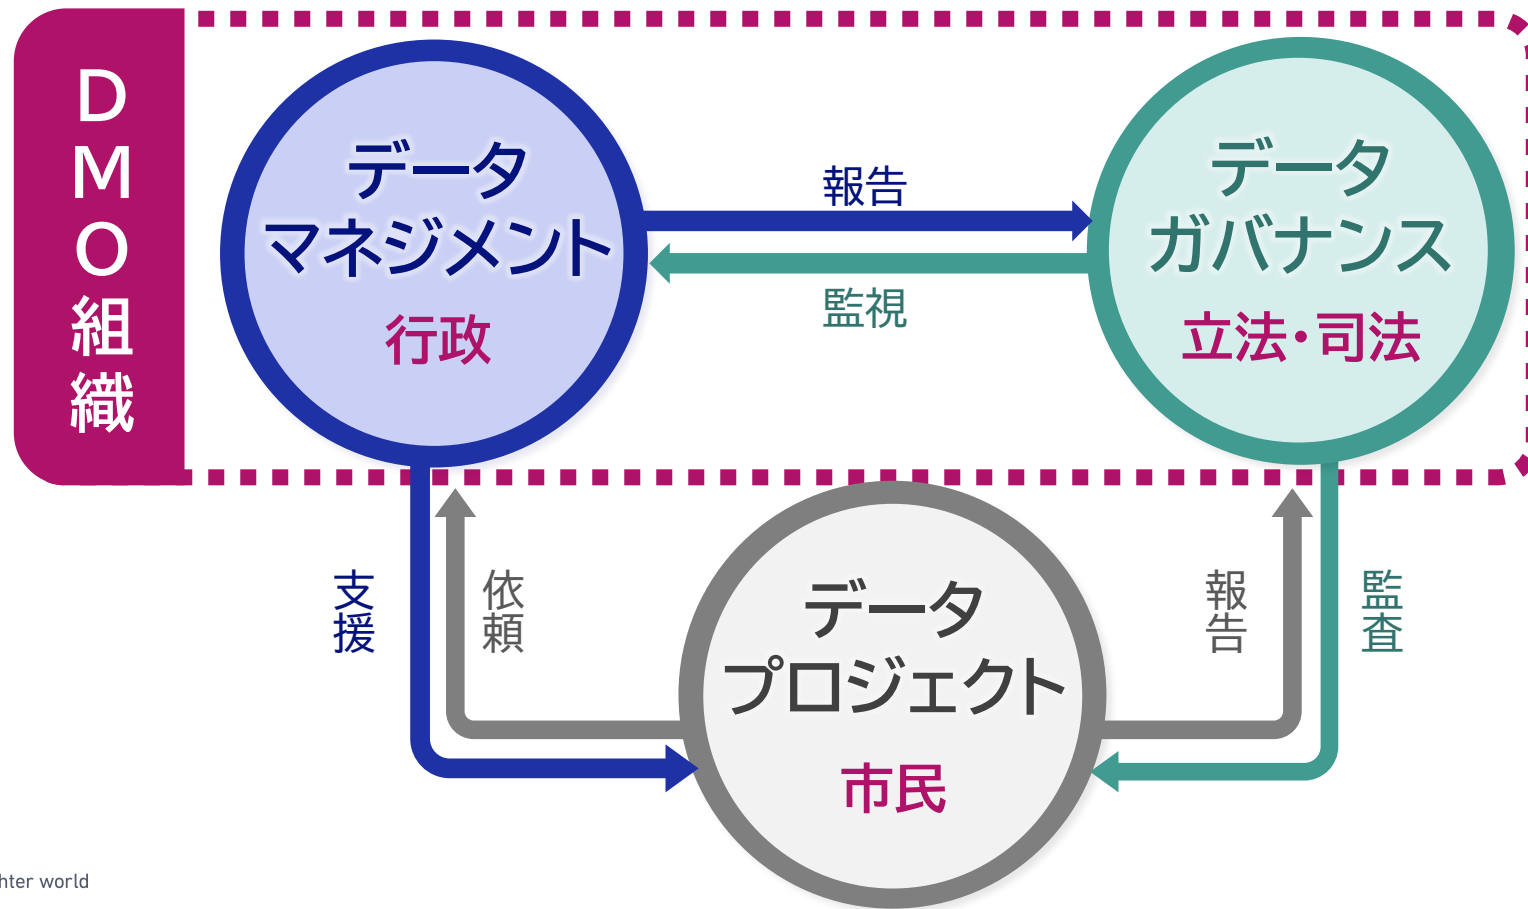 DMO組織
データ
マネジメント
行政
報告
監視
データ
ガバナンス
立法・司法
支援
依頼
データ
プロジェクト
市民
報告
監査
hter world